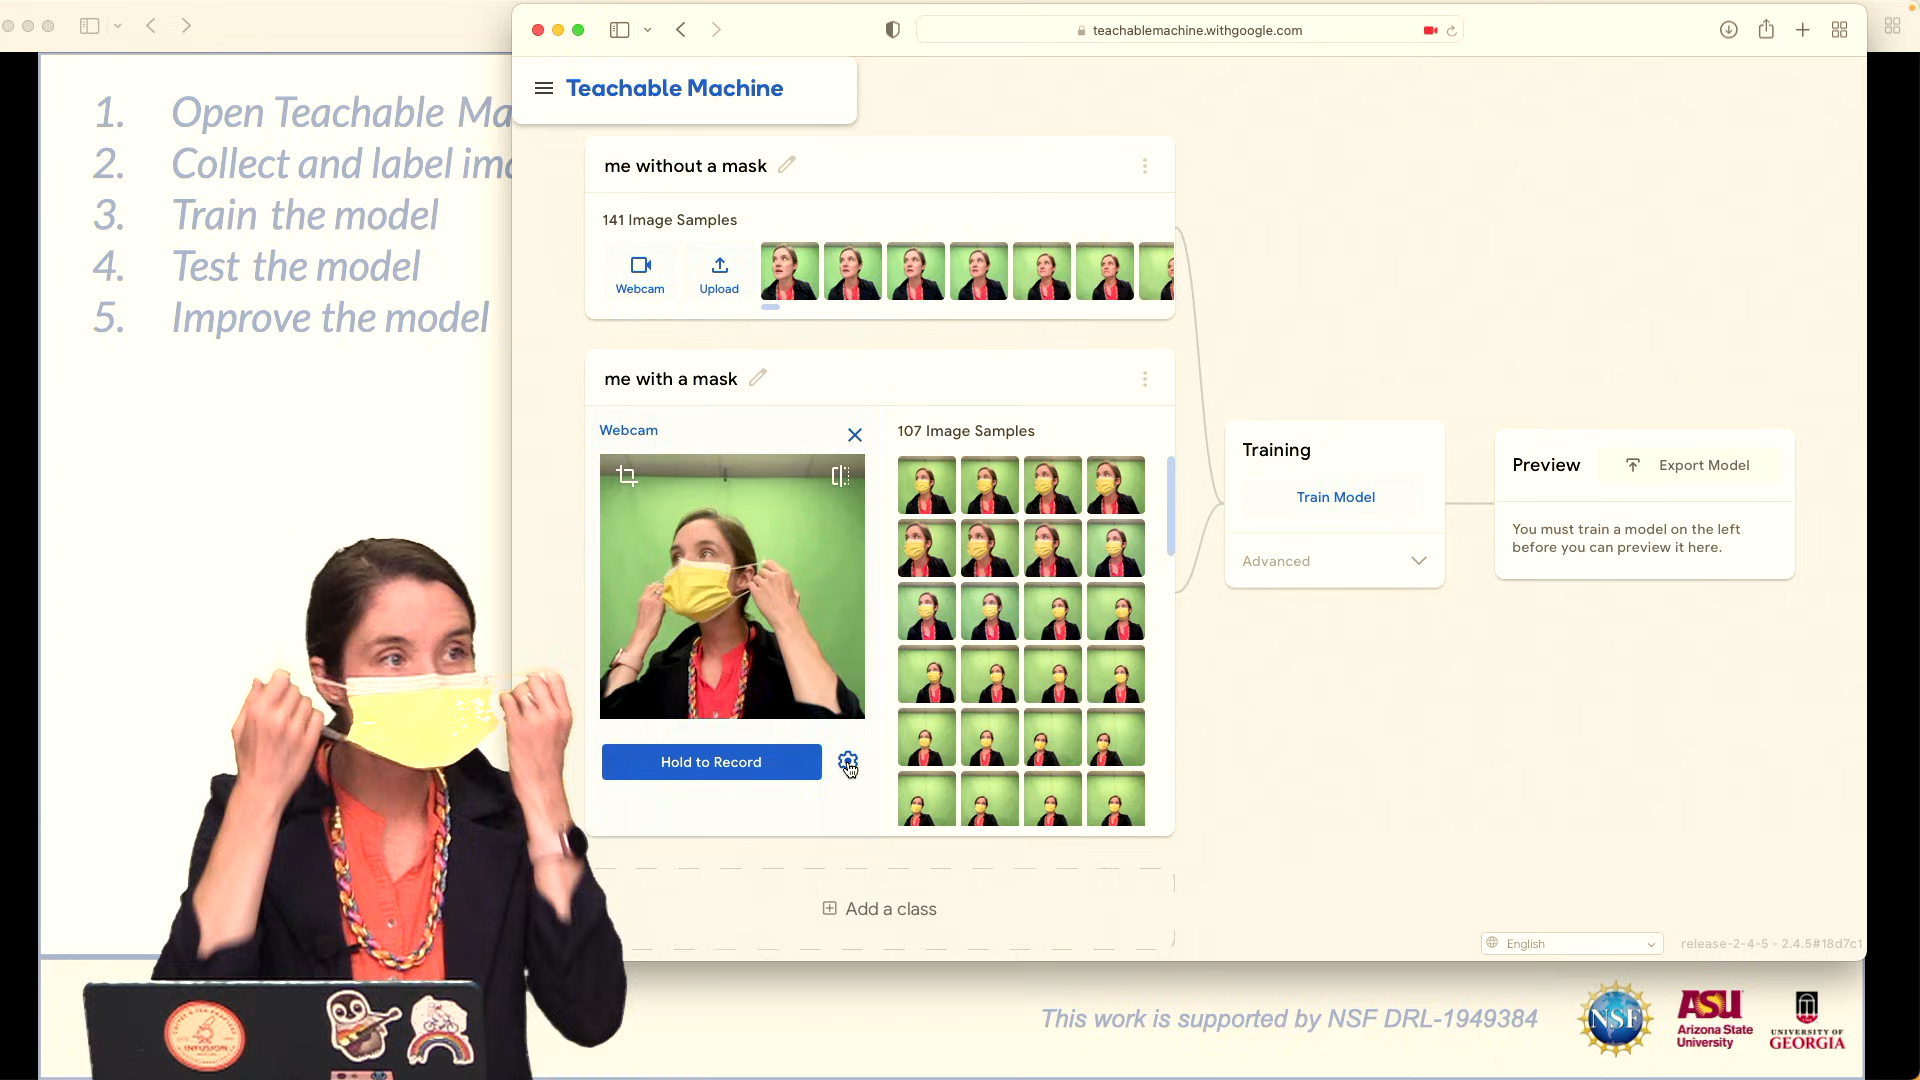 teachablemachine.withgoogle.com
Teachable Machine
1. Open Teachable Ma
2. Collect and label im
3. Train the model
4. Test the model
5. Improve the model
me without a mask
141 Image Samples
Webcam
Upload
me with a mask
Webcam
107 Image Samples
Hold to Record
Training
Train Model
Advanced
Preview
Export Model
You must train a model on the left
before you can preview it here.
Add a class
English
release-2-4-5 - 2.4.5#18d7c1
This work is supported by NSF DRL-1949384
NSF
ASU
Arizona State
University
UNIVERSITY OF
GEORGIA
INFUSION